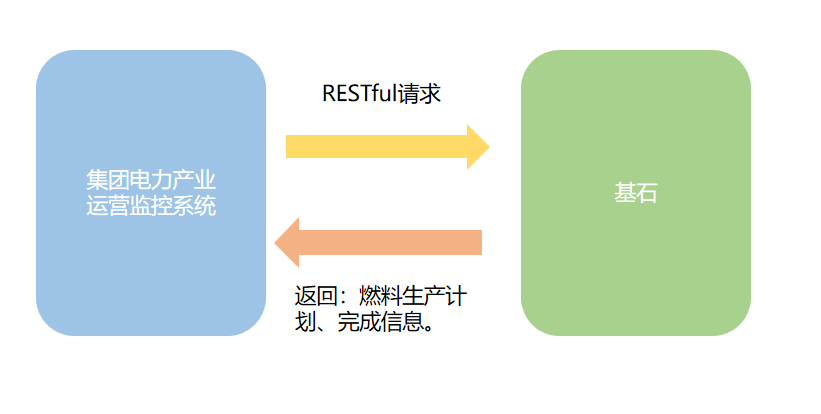 RESTful请求
集团电力产业
运营监控系统
基石
返回：燃料生产计
划、完成信息。